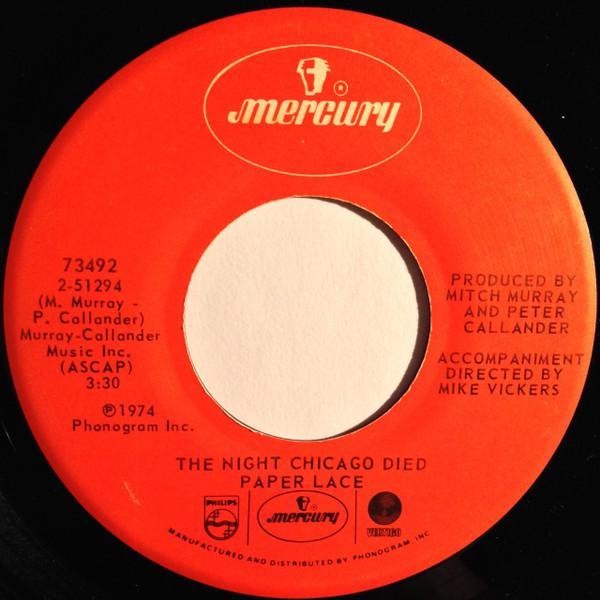 mercury
73492
2-51294
(M. Murray -
P. Callander)
Murray-Callander
Music Inc.
(ASCAP)
3:30
℗1974
Phonogram Inc.
PRODUCED BY
MITCH MURRAY
AND PETER
CALLANDER
ACCOMPANIMENT
DIRECTED BY
MIKE VICKERS
THE NIGHT CHICAGO DIED
PAPER LACE
PHILIPS
mercury
VERTIGO
MANUFACTURED AND DISTRIBUTED BY PHONOGRAM, INC